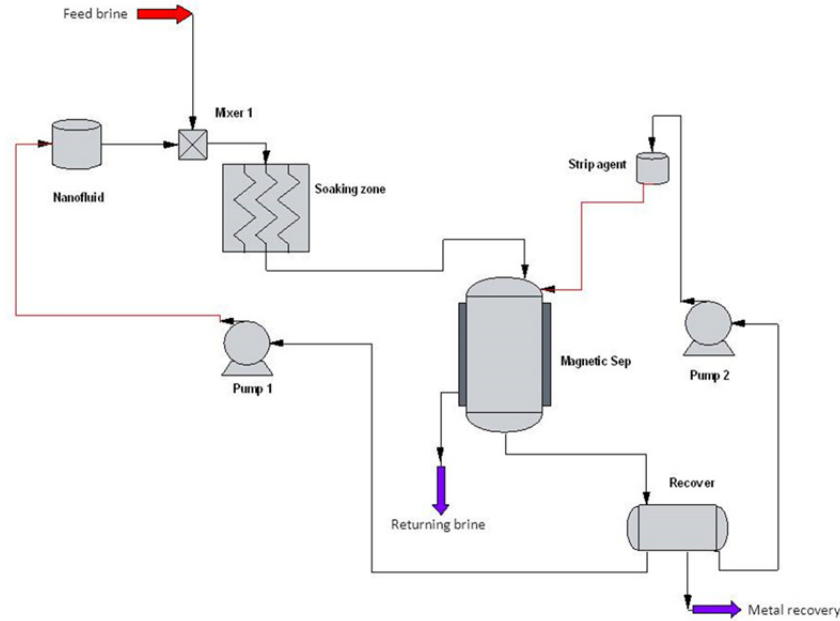 Feed brine
Mixer 1
Strip agent
Soaking zone
Nanofluid
Magnetic Sep
Pump 2
Pump 1
Recover
Returning brine
Metal recovery